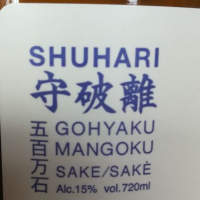 SHUHARI
守破離
五百万石
GOHYAKU
MANGOKU
SAKE/SAKÈ
Alc.15% vol.720ml